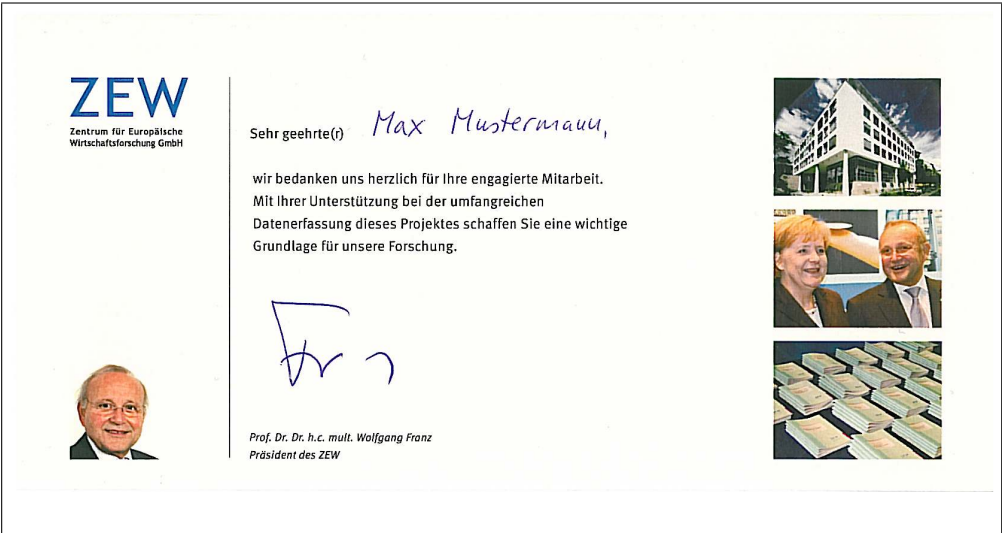 ZEW
Zentrum für Europäische
Wirtschaftsforschung GmbH
Sehr geehrte(r) Max Mustermann,
wir bedanken uns herzlich für Ihre engagierte Mitarbeit.
Mit Ihrer Unterstützung bei der umfangreichen
Datenerfassung dieses Projektes schaffen Sie eine wichtige
Grundlage für unsere Forschung.
Prof. Dr. Dr. h.c. mult. Wolfgang Franz
Präsident des ZEW